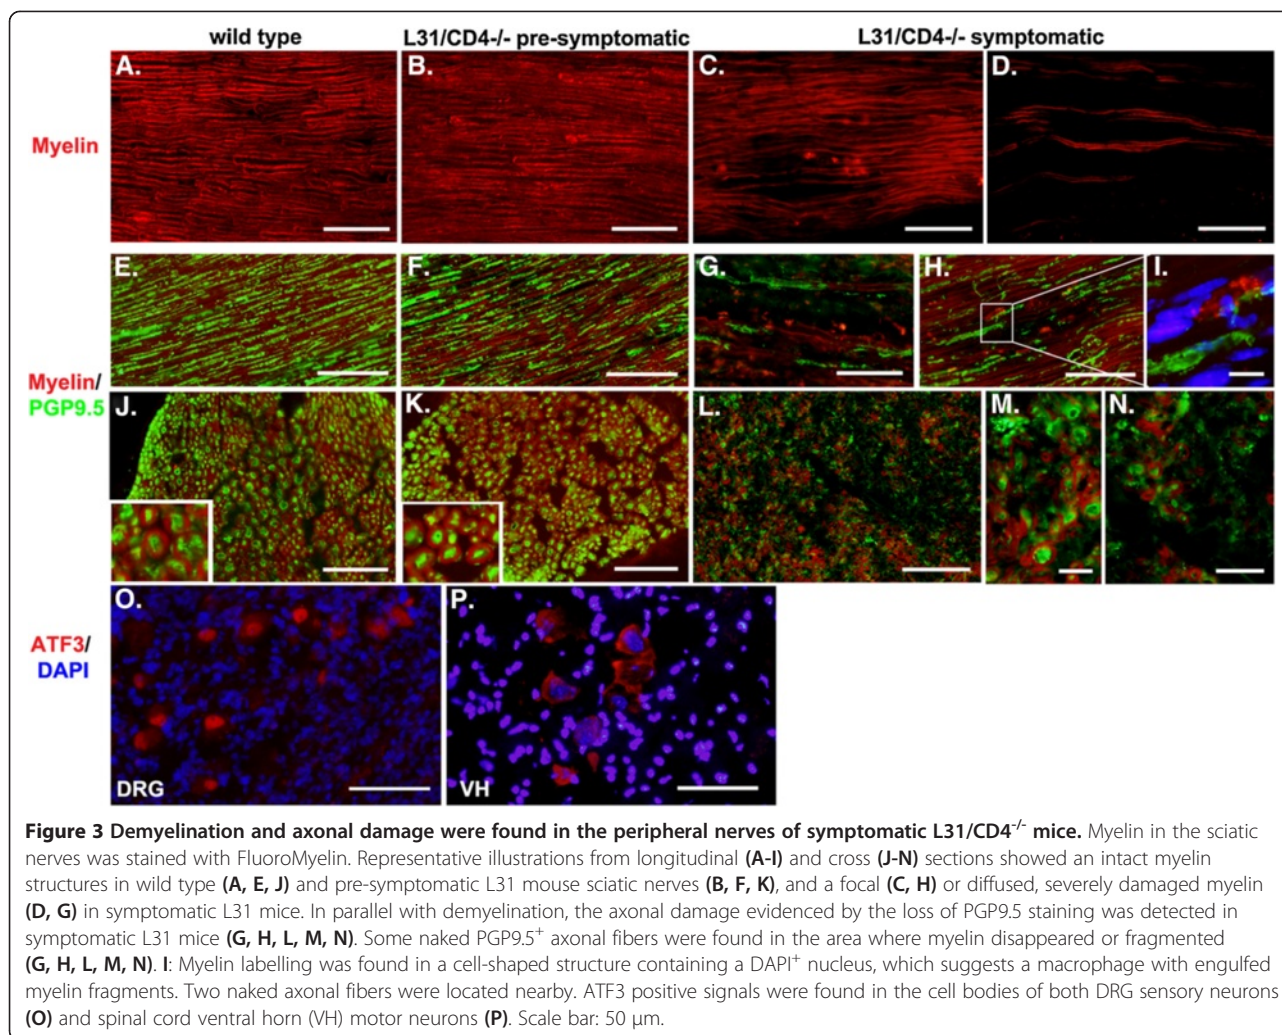 wild type
L31/CD4-/- pre-symptomatic
L31/CD4-/- symptomatic
A.
B.
C.
D.
Myelin
E.
F.
G.
H.
I.
Myelin/
PGP9.5
J.
K.
L.
M.
N.
O.
P.
ATF3/
DAPI
DRG
VH
Figure 3 Demyelination and axonal damage were found in the peripheral nerves of symptomatic L31/CD4-/- mice. Myelin in the sciatic
nerves was stained with FluoroMyelin. Representative illustrations from longitudinal (A-I) and cross (J-N) sections showed an intact myelin
structures in wild type (A, E, J) and pre-symptomatic L31 mouse sciatic nerves (B, F, K), and a focal (C, H) or diffused, severely damaged myelin
(D, G) in symptomatic L31 mice. In parallel with demyelination, the axonal damage evidenced by the loss of PGP9.5 staining was detected in
symptomatic L31 mice (G, H, L, M, N). Some naked PGP9.5+ axonal fibers were found in the area where myelin disappeared or fragmented
(G, H, L, M, N). I: Myelin labelling was found in a cell-shaped structure containing a DAPI+ nucleus, which suggests a macrophage with engulfed
myelin fragments. Two naked axonal fibers were located nearby. ATF3 positive signals were found in the cell bodies of both DRG sensory neurons
(O) and spinal cord ventral horn (VH) motor neurons (P). Scale bar: 50 μm.